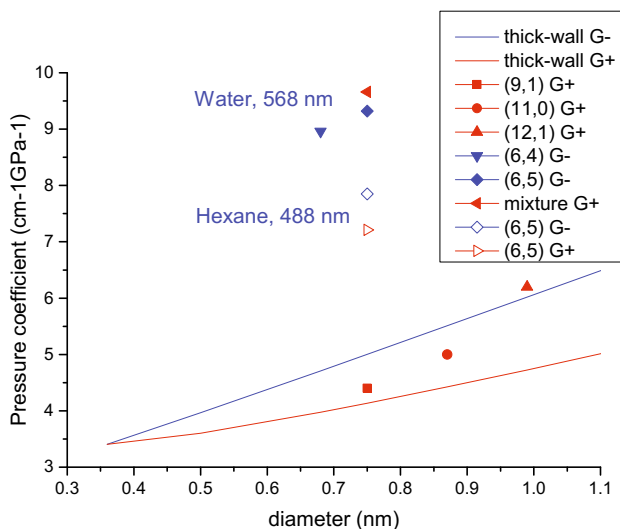 thick-wall G-
thick-wall G+
(9,1) G+
(11,0) G+
(12,1) G+
(6,4) G-
(6,5) G-
mixture G+
(6,5) G-
(6,5) G+
Water, 568 nm
Hexane, 488 nm
Pressure coefficient (cm-1GPa-1)
10
9
8
7
6
5
4
3
0.3 0.4 0.5 0.6 0.7 0.8 0.9 1.0 1.1
diameter (nm)